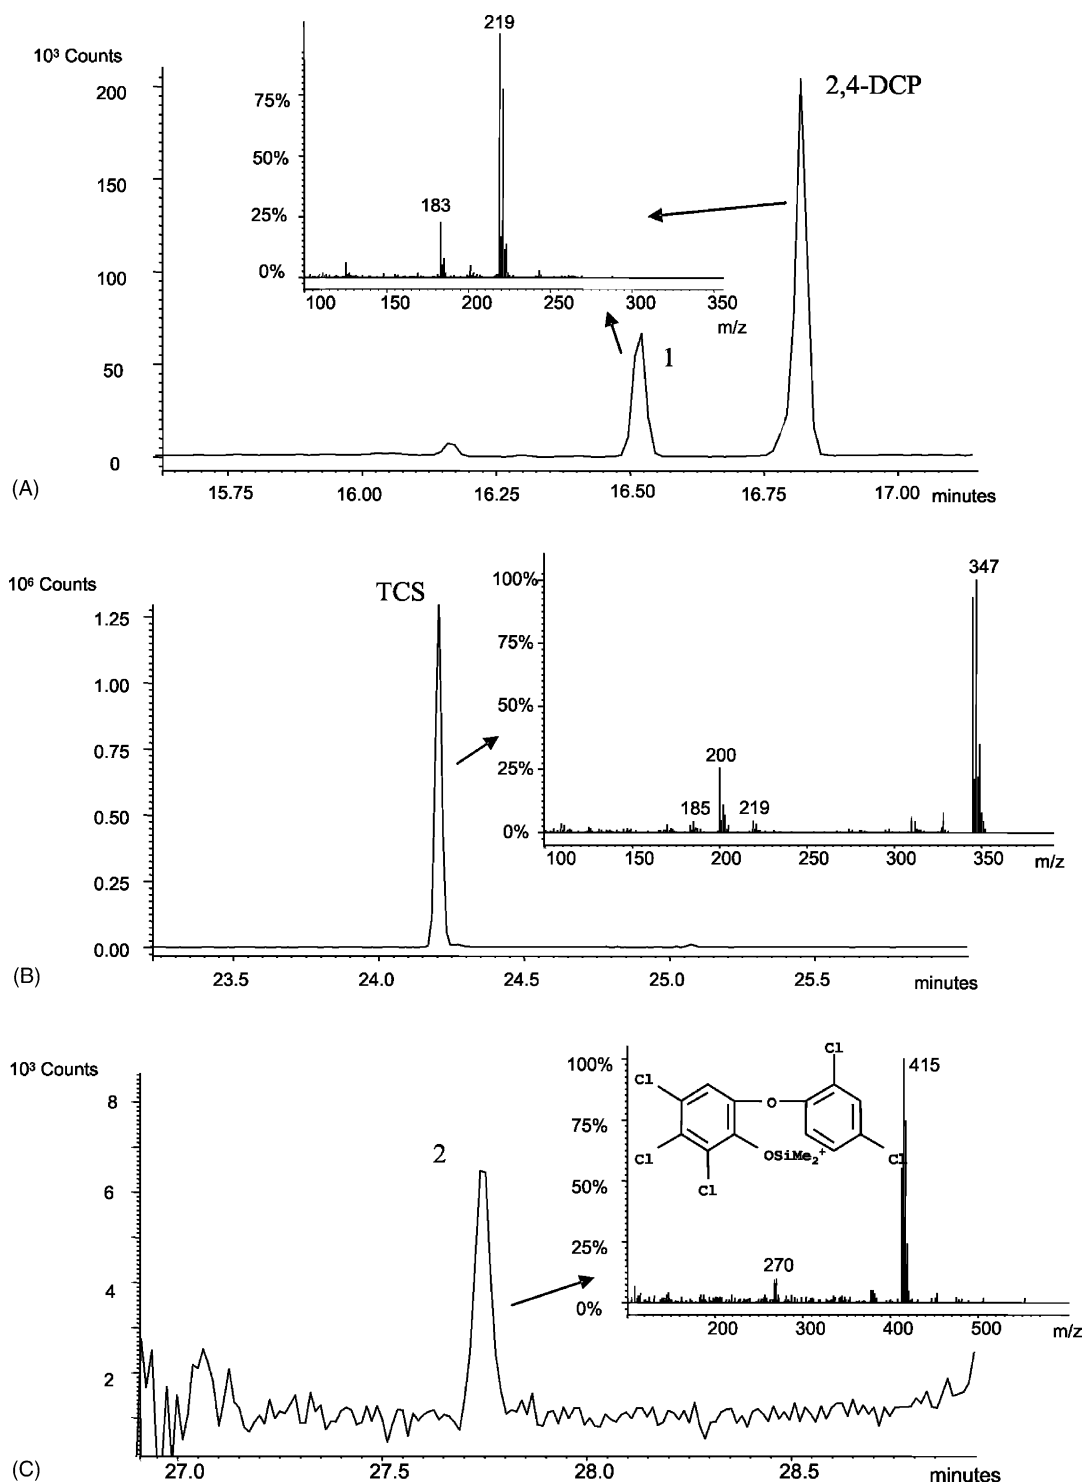 219
10³ Counts
2,4-DCP
200
75%
50%
150
183
25%
0%
100
100 150 200 250 300 350
m/z
1
50
0
(A)
15.75 16.00 16.25 16.50 16.75 17.00 minutes
347
10⁶ Counts
100%
TCS
1.25
75%
1.00
50%
0.75
200
25%
185 219
0.50
0%
100 150 200 250 300 350 m/z
0.25
0.00
(B)
23.5 24.0 24.5 25.0 25.5 minutes
Cl
10³ Counts
100%
415
Cl
8
O
75%
2
Cl
OSiMe₂⁺
Cl
Cl
6
50%
25%
270
4
0%
200 300 400 500
m/z
2
(C)
27.0 27.5 28.0 28.5 minutes